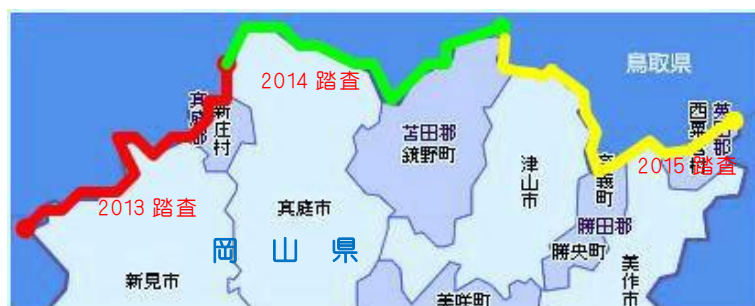 鳥取県
2014 踏査
真庭郡
新庄村
苫田郡
鏡野町
英田郡
西粟倉村
2015 踏査
津山市
奈義町
2013 踏査
真庭市
勝田郡
岡山県
勝央町
新見市
美作市
美咲町